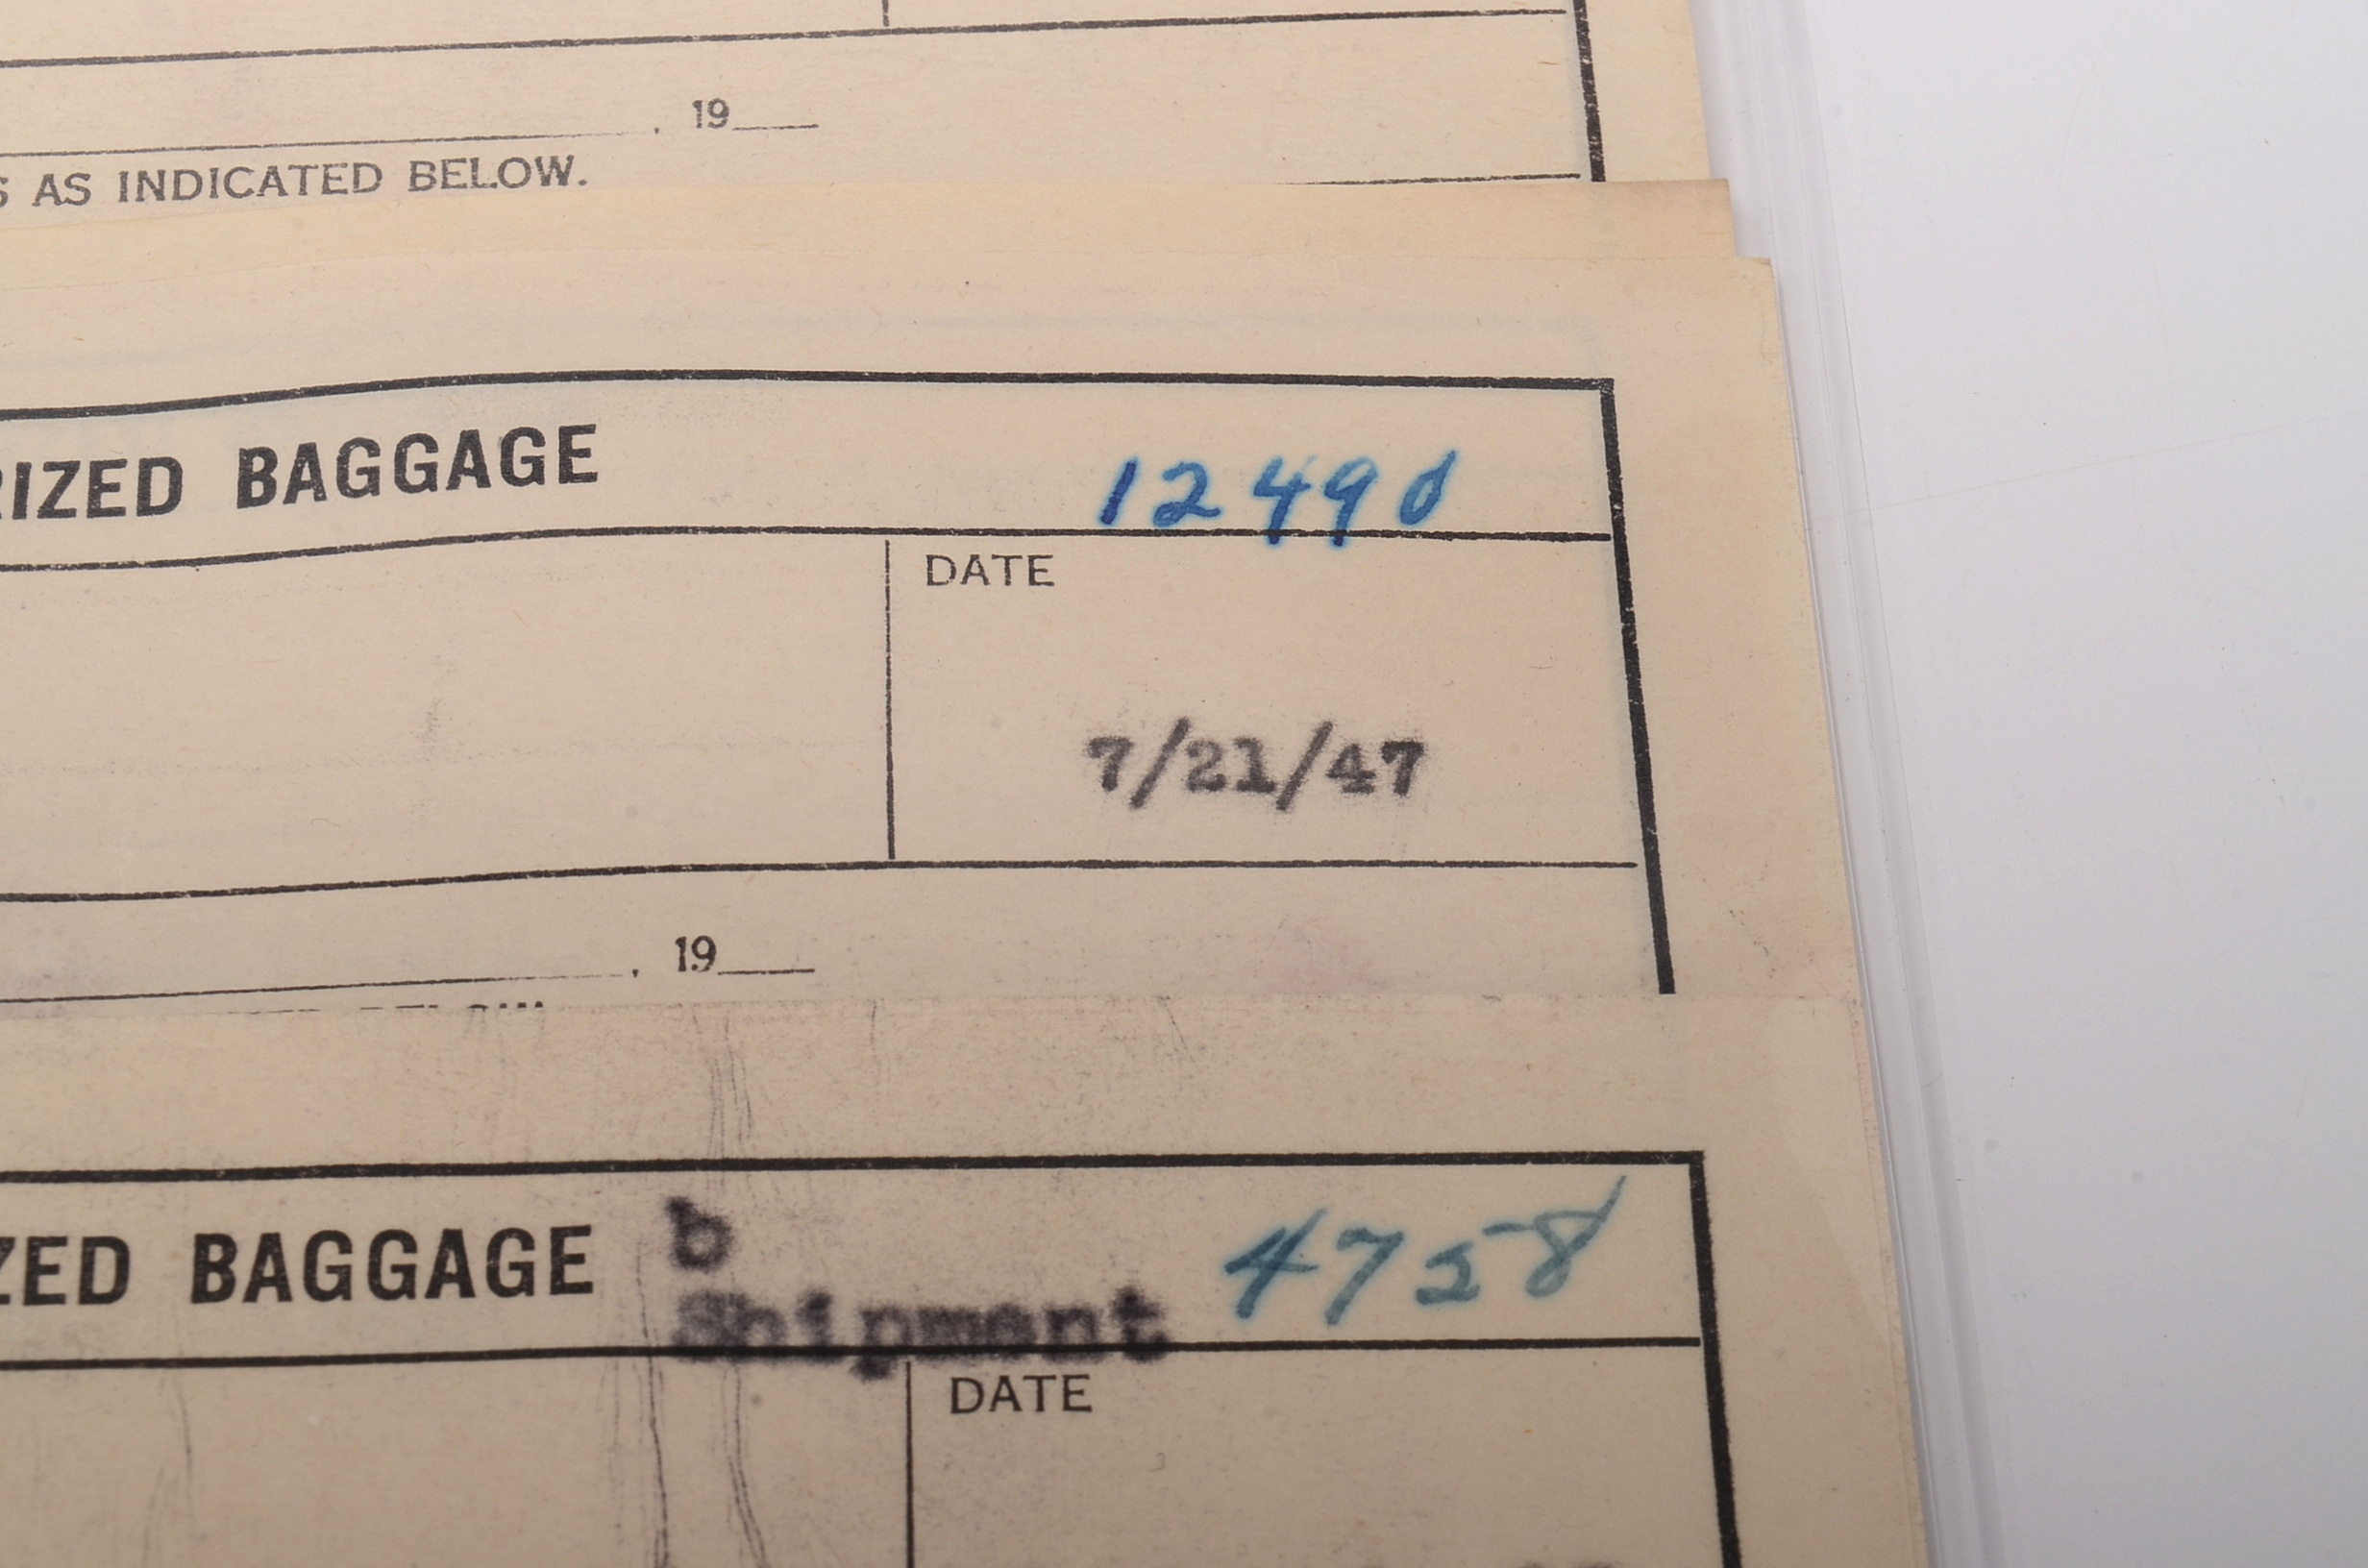 , 19
S AS INDICATED BELOW.
RIZED BAGGAGE 12490
DATE
7/21/47
, 19
ZED BAGGAGE b 4758
Shipment
DATE